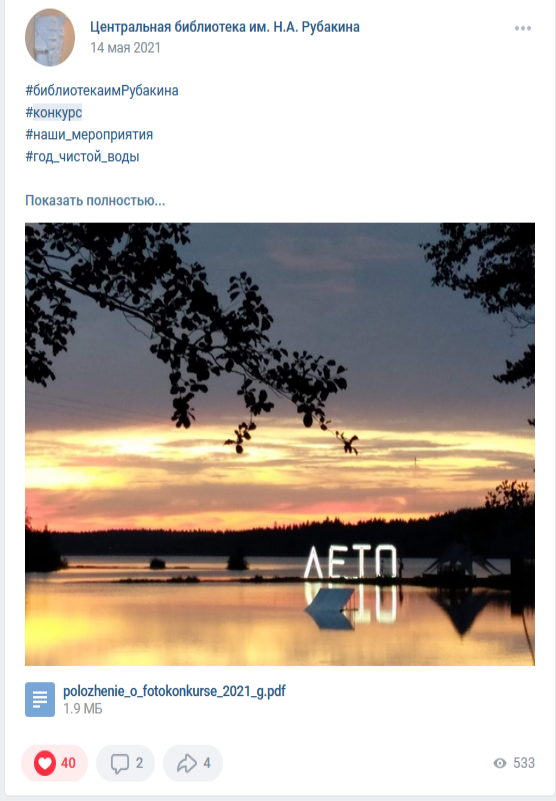 Центральная библиотека им. Н.А. Рубакина
14 мая 2021
#библиотекаимРубакина
#конкурс
#наши_мероприятия
#год_чистой_воды
Показать полностью...
ЛЕТО
polozhenie_o_fotokonkurse_2021_g.pdf
1.9 МБ
40 2 4 533